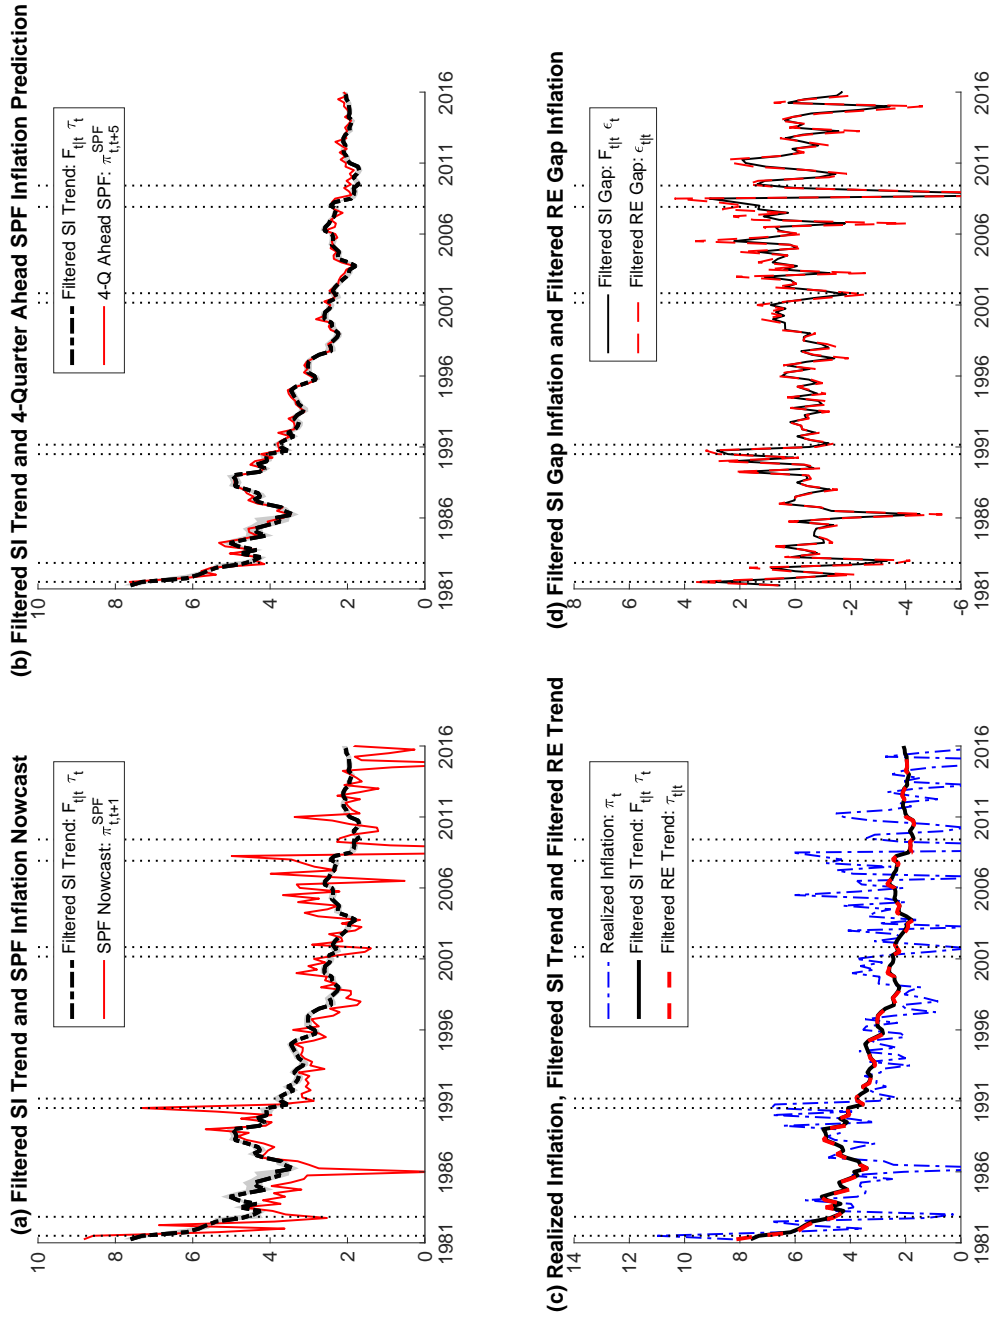 (a) Filtered SI Trend and SPF Inflation Nowcast
10
8
6
4
2
0
1981 1986 1991 1996 2001 2006 2011 2016
Filtered SI Trend: F_{t|t} τ_t
SPF Nowcast: π^{SPF}_{t,t+1}
(b) Filtered SI Trend and 4-Quarter Ahead SPF Inflation Prediction
10
8
6
4
2
0
1981 1986 1991 1996 2001 2006 2011 2016
Filtered SI Trend: F_{t|t} τ_t
4-Q Ahead SPF: π^{SPF}_{t,t+5}
(c) Realized Inflation, Filtereed SI Trend and Filtered RE Trend
14
12
10
8
6
4
2
0
1981 1986 1991 1996 2001 2006 2011 2016
Realized Inflation: π_t
Filtered SI Trend: F_{t|t} τ_t
Filtered RE Trend: τ_{t|t}
(d) Filtered SI Gap Inflation and Filtered RE Gap Inflation
8
6
4
2
0
-2
-4
-6
1981 1986 1991 1996 2001 2006 2011 2016
Filtered SI Gap: F_{t|t} ϵ_t
Filtered RE Gap: ϵ_{t|t}